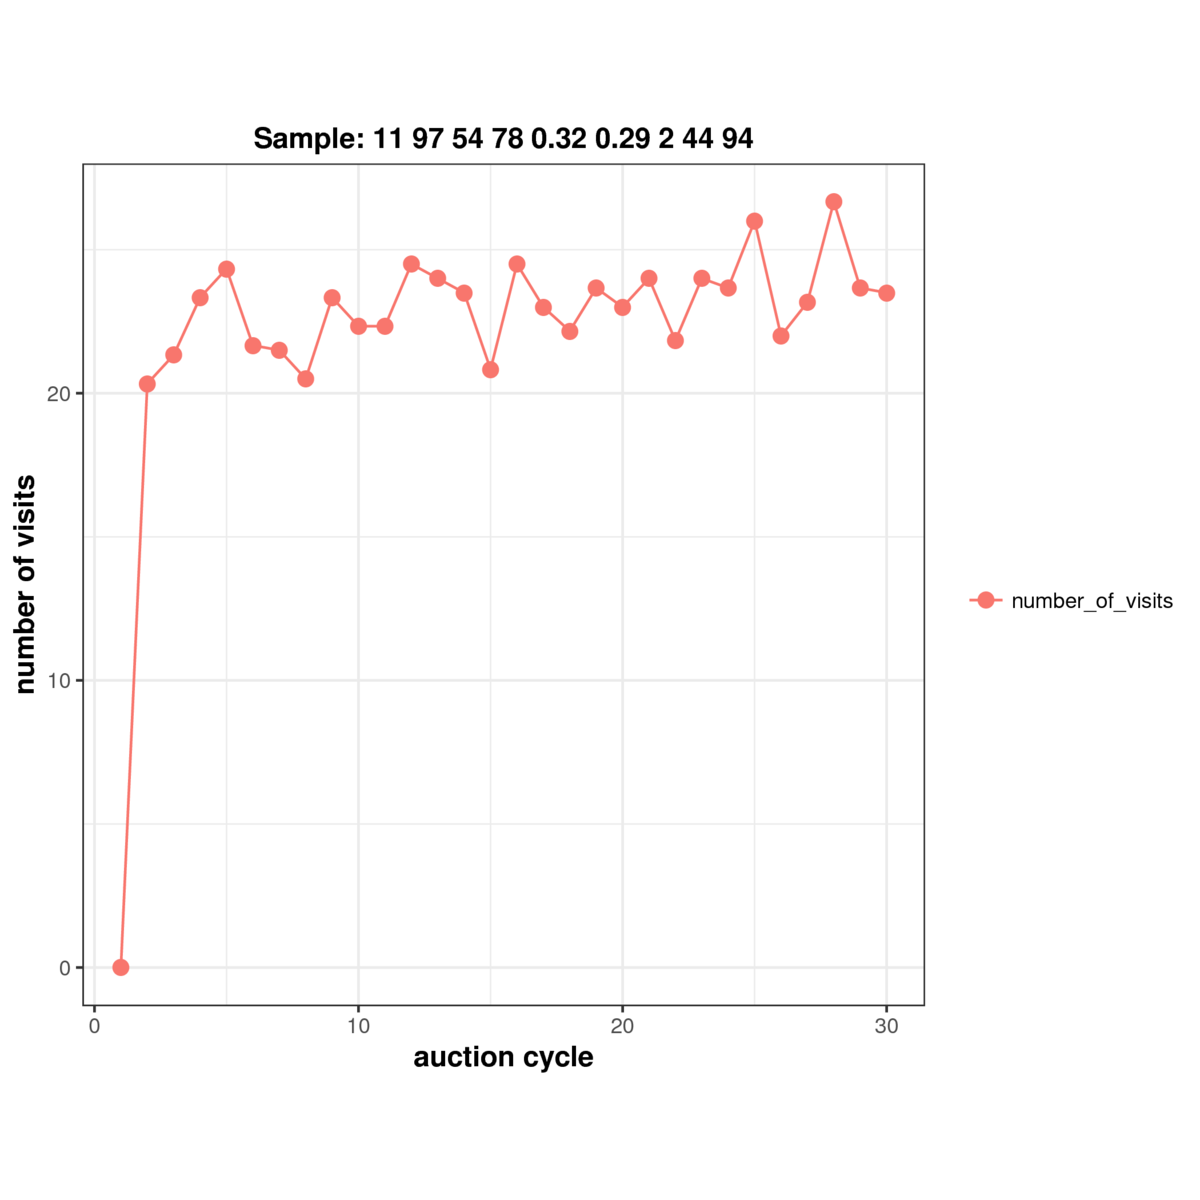 Sample: 11 97 54 78 0.32 0.29 2 44 94
number of visits
20
10
0
0 10 20 30
auction cycle
number_of_visits